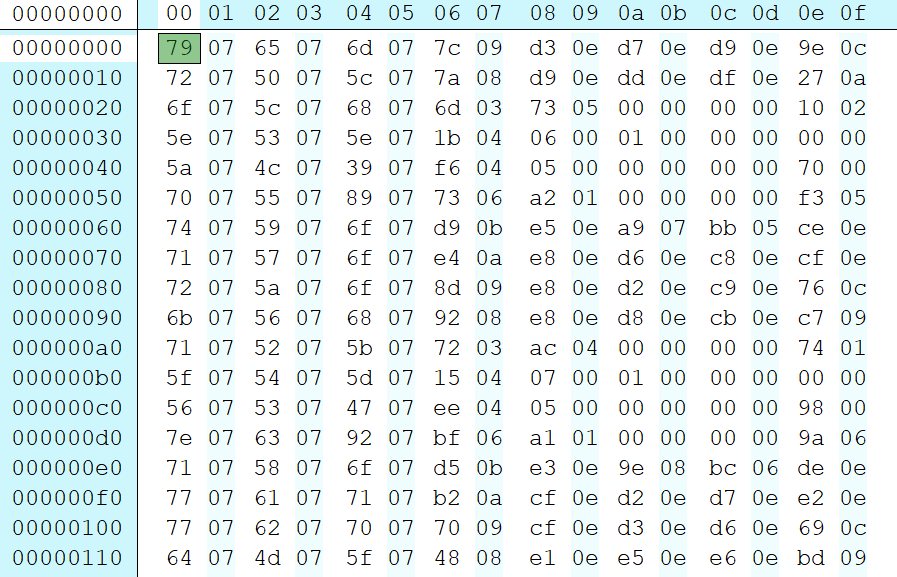 00000000 00 01 02 03 04 05 06 07 08 09 0a 0b 0c 0d 0e 0f
00000000 79 07 65 07 6d 07 7c 09 d3 0e d7 0e d9 0e 9e 0c
00000010 72 07 50 07 5c 07 7a 08 d9 0e dd 0e df 0e 27 0a
00000020 6f 07 5c 07 68 07 6d 03 73 05 00 00 00 00 10 02
00000030 5e 07 53 07 5e 07 1b 04 06 00 01 00 00 00 00 00
00000040 5a 07 4c 07 39 07 f6 04 05 00 00 00 00 00 70 00
00000050 70 07 55 07 89 07 73 06 a2 01 00 00 00 00 f3 05
00000060 74 07 59 07 6f 07 d9 0b e5 0e a9 07 bb 05 ce 0e
00000070 71 07 57 07 6f 07 e4 0a e8 0e d6 0e c8 0e cf 0e
00000080 72 07 5a 07 6f 07 8d 09 e8 0e d2 0e c9 0e 76 0c
00000090 6b 07 56 07 68 07 92 08 e8 0e d8 0e cb 0e c7 09
000000a0 71 07 52 07 5b 07 72 03 ac 04 00 00 00 00 74 01
000000b0 5f 07 54 07 5d 07 15 04 07 00 01 00 00 00 00 00
000000c0 56 07 53 07 47 07 ee 04 05 00 00 00 00 00 98 00
000000d0 7e 07 63 07 92 07 bf 06 a1 01 00 00 00 00 9a 06
000000e0 71 07 58 07 6f 07 d5 0b e3 0e 9e 08 bc 06 de 0e
000000f0 77 07 61 07 71 07 b2 0a cf 0e d2 0e d7 0e e2 0e
00000100 77 07 62 07 70 07 70 09 cf 0e d3 0e d6 0e 69 0c
00000110 64 07 4d 07 5f 07 48 08 e1 0e e5 0e e6 0e bd 09